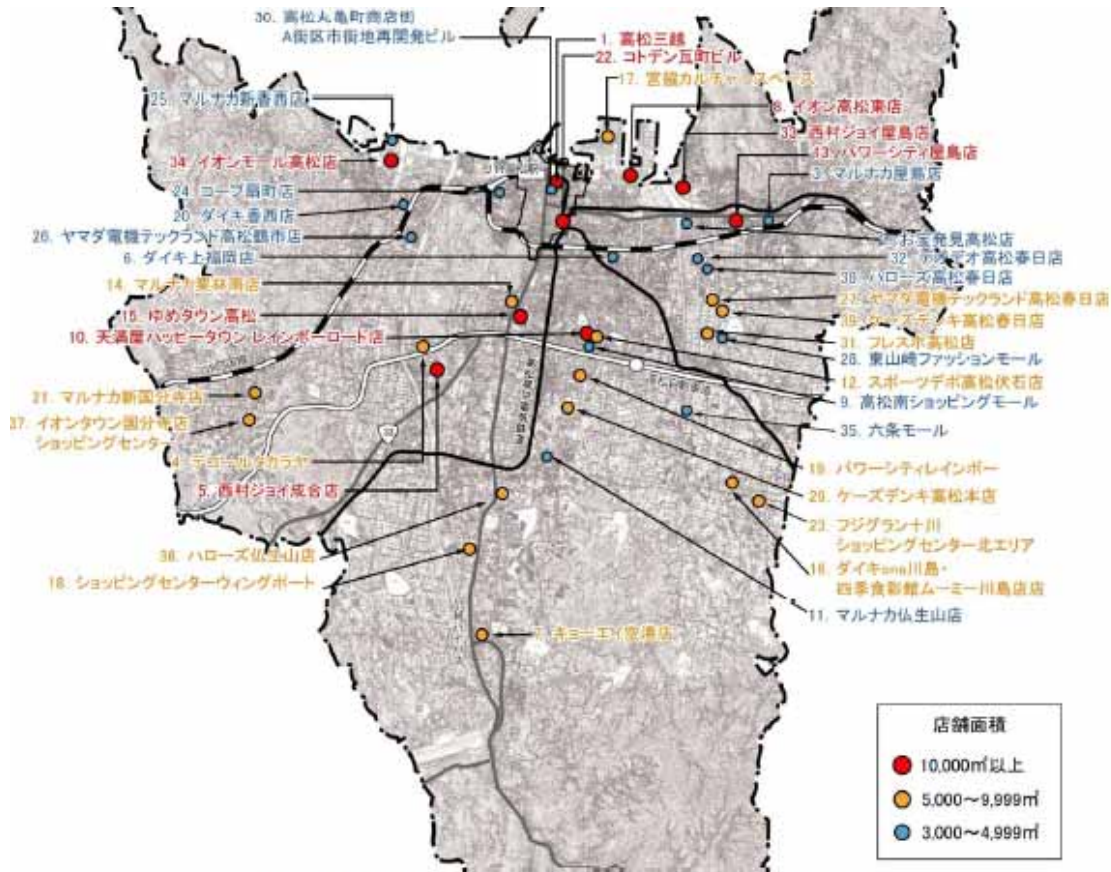 30. 高松丸亀町商店街
A街区市街地再開発ビル
1. 高松三越
22. コトデン瓦町ビル
17. 宮脇カルチャースペース
25. マルナカ新香西店
8. イオン高松東店
33. 西村ジョイ屋島店
34. イオンモール高松店
13. パワーシティ屋島店
24. コープ扇町店
3. マルナカ屋島店
20. ダイキ香西店
26. ヤマダ電機テックランド高松鶴市店
お宝発見高松店
6. ダイキ上福岡店
32. 高松春日店
高松春日店
14. マルナカ栗林南店
ヤマダ電機テックランド高松春日店
15. ゆめタウン高松
ケーズデンキ高松春日店
10. 天満屋ハッピータウン レインボーロード店
31. フレスポ高松店
28. 東山崎ファッションモール
21. マルナカ新国分寺店
12. スポーツデポ高松伏石店
37. イオンタウン国分寺店
ショッピングセンター
9. 高松南ショッピングモール
35. 六条モール
4. デコールタカラヤ
19. パワーシティレインボー
5. 西村ジョイ成合店
ケーズデンキ高松本店
23. フジグラン十川
ショッピングセンター北エリア
ハローズ仏生山店
18. ショッピングセンターウィングポート
16. ダイキone川島・
四季食彩館ムーミー川島店店
11. マルナカ仏生山店
7. キョーエイ空港店
店舗面積
10,000㎡以上
5,000～9,999㎡
3,000～4,999㎡